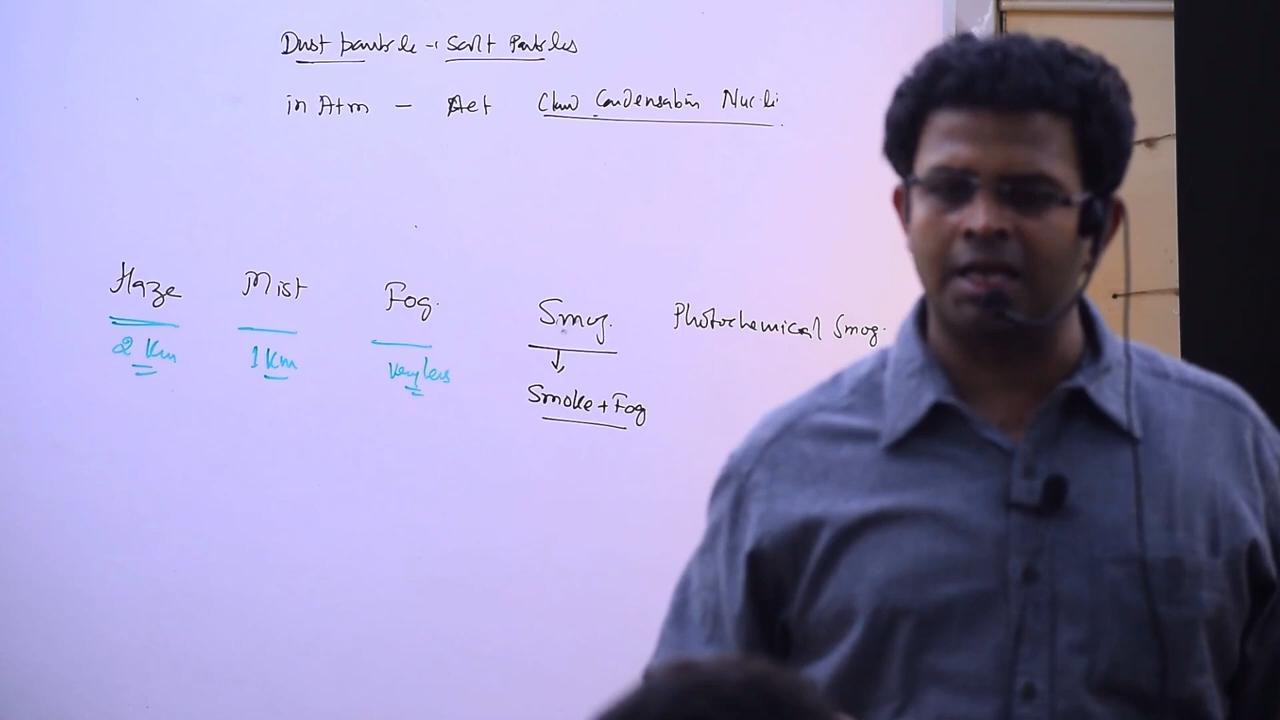 Dust particle - Salt Particles
in Atm - Act Cloud Condensation Nuclei
Haze Mist Fog. Smog. Photochemical Smog.
2 Km 1 Km Very less
Smoke + Fog